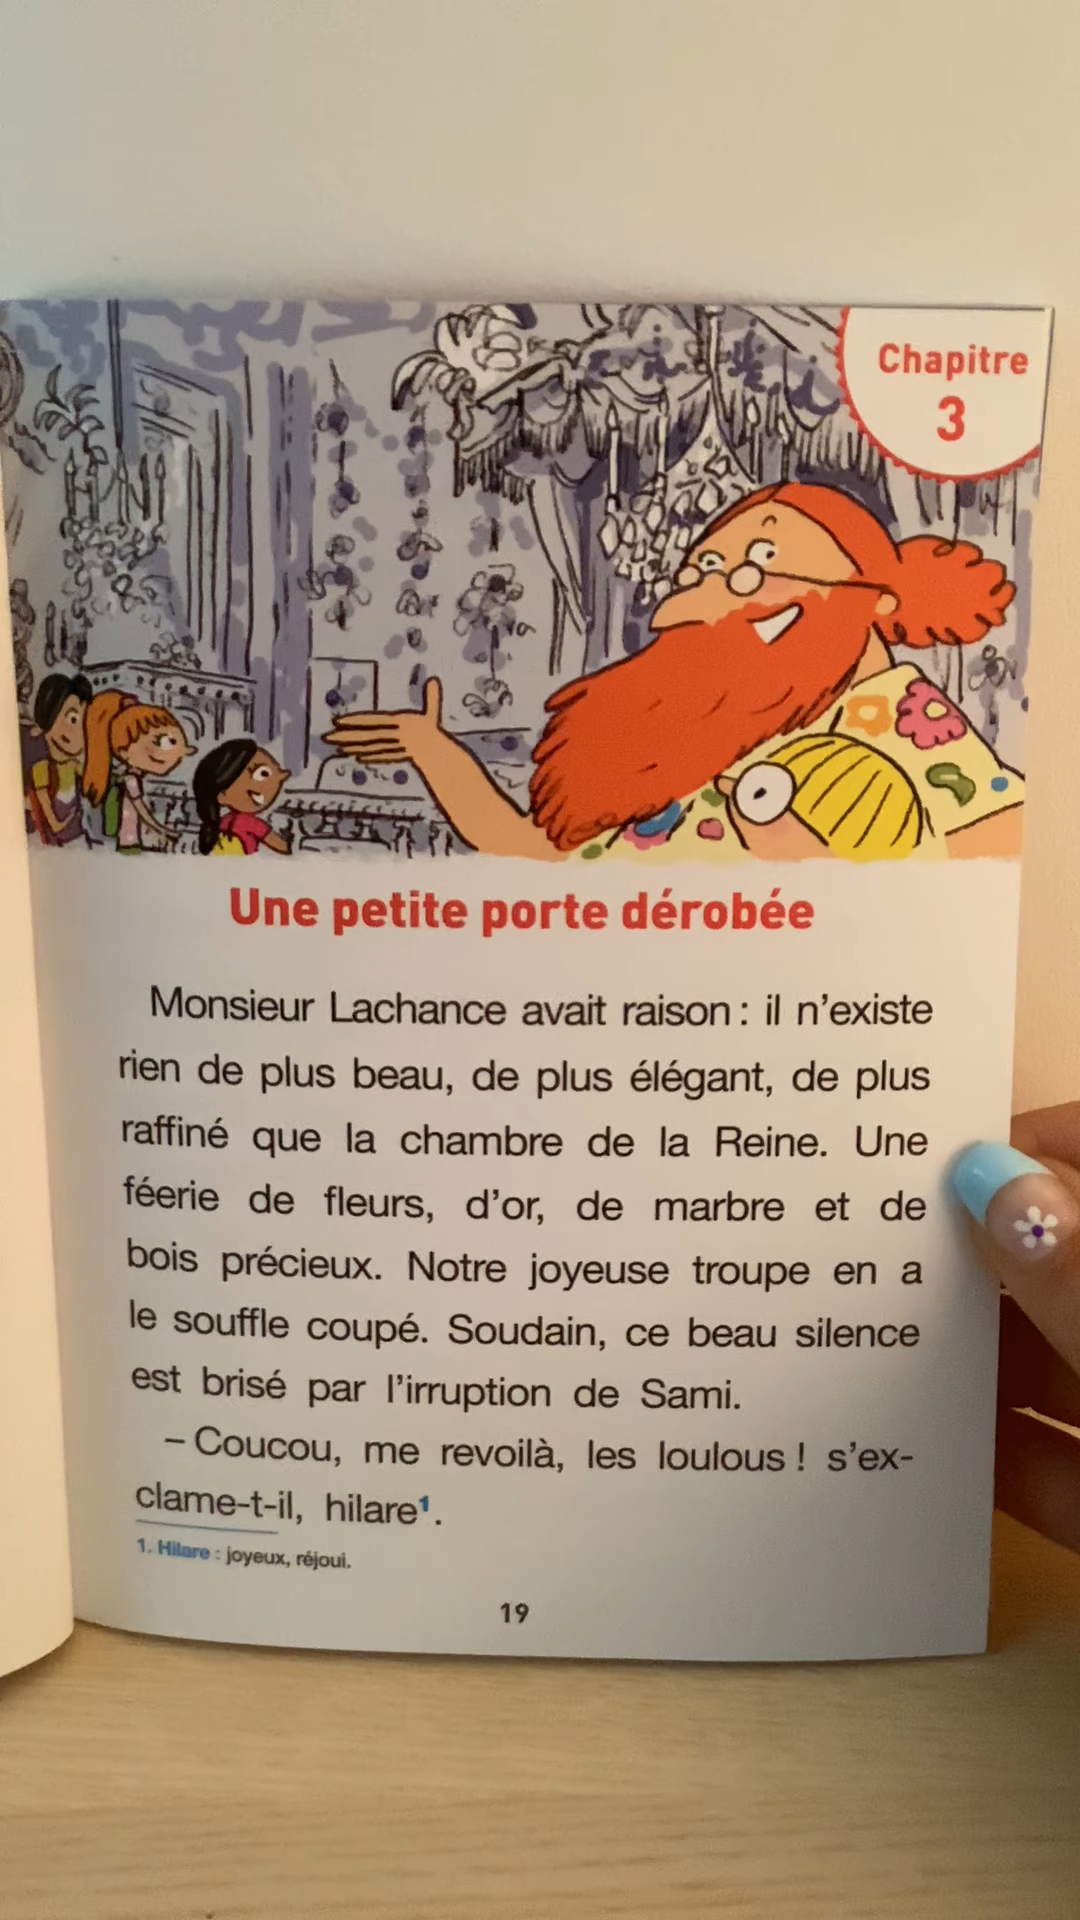 Chapitre
3
Une petite porte dérobée
Monsieur Lachance avait raison : il n'existe
rien de plus beau, de plus élégant, de plus
raffiné que la chambre de la Reine. Une
féerie de fleurs, d'or, de marbre et de
bois précieux. Notre joyeuse troupe en a
le souffle coupé. Soudain, ce beau silence
est brisé par l'irruption de Sami.
– Coucou, me revoilà, les loulous ! s'ex-
clame-t-il, hilare¹.
1. Hilare : joyeux, réjoui.
19